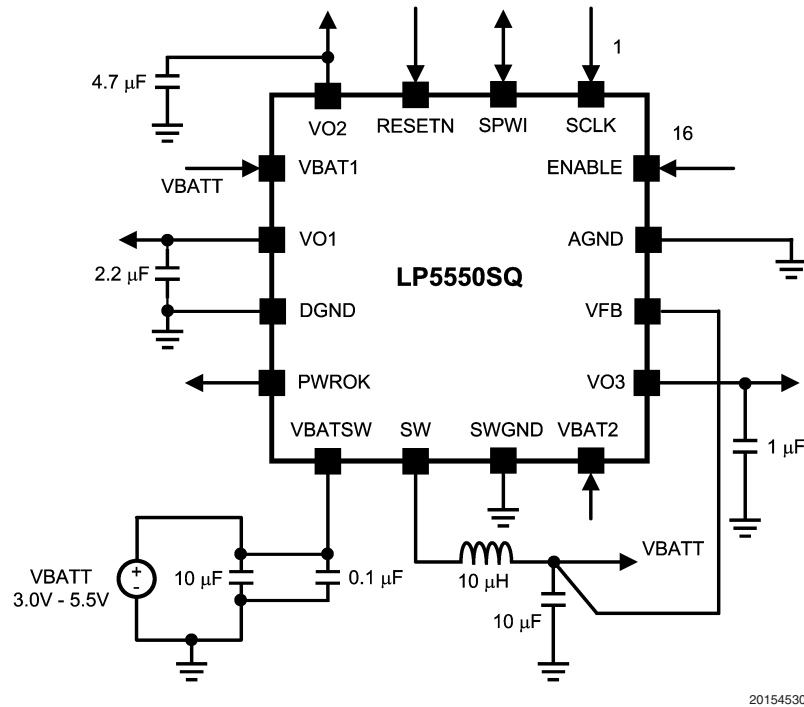 1
4.7 µF
VO2
RESETN
SPWI
SCLK
16
VBATT
VBAT1
ENABLE
VO1
AGND
2.2 µF
LP5550SQ
DGND
VFB
PWROK
VO3
VBATSW
SW
SWGND
VBAT2
1 µF
VBATT
3.0V - 5.5V
+
-
10 µF
0.1 µF
10 µH
VBATT
10 µF
20154530